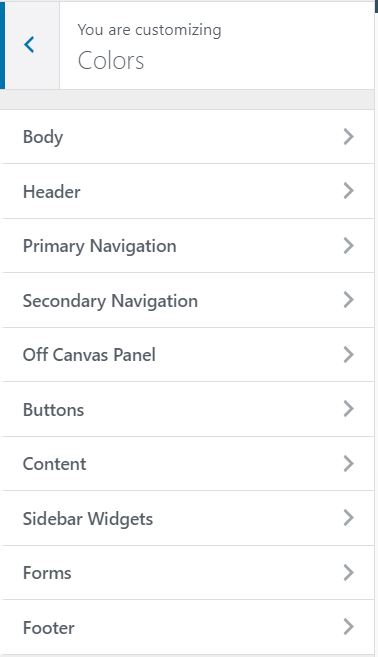 You are customizing
Colors
Body
Header
Primary Navigation
Secondary Navigation
Off Canvas Panel
Buttons
Content
Sidebar Widgets
Forms
Footer